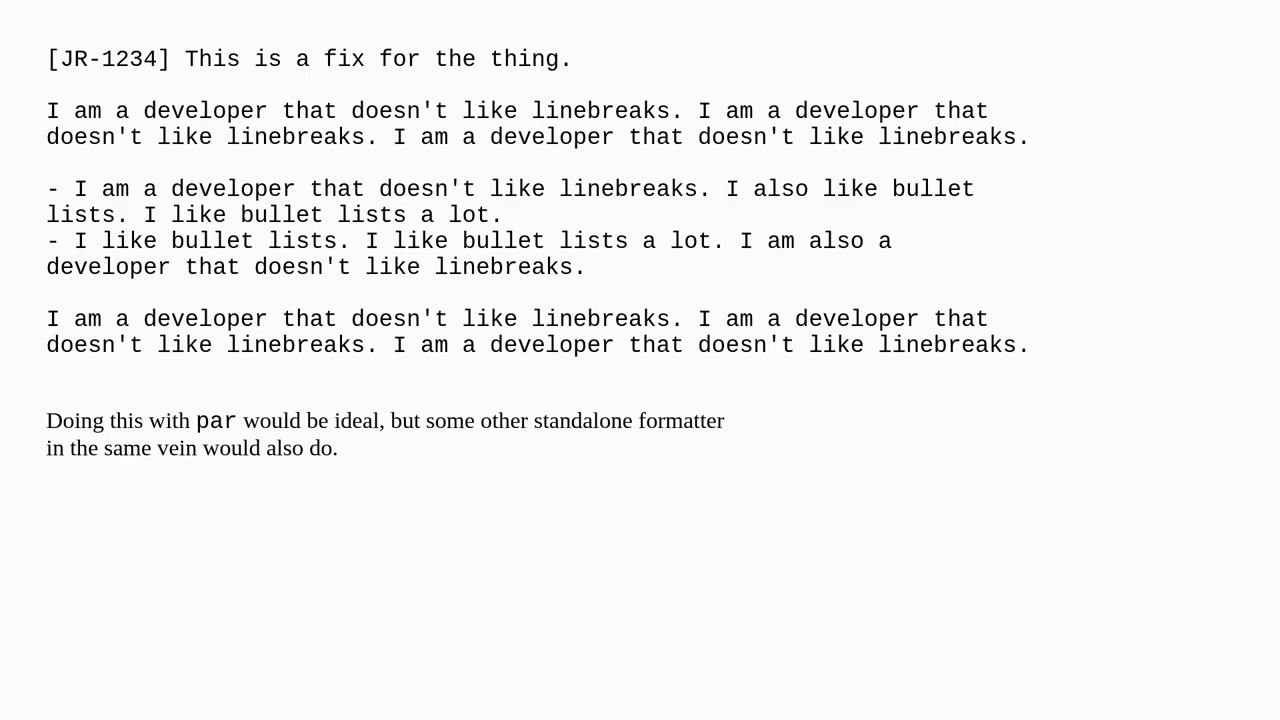 [JR-1234] This is a fix for the thing.
I am a developer that doesn't like linebreaks. I am a developer that
doesn't like linebreaks. I am a developer that doesn't like linebreaks.
- I am a developer that doesn't like linebreaks. I also like bullet
lists. I like bullet lists a lot.
- I like bullet lists. I like bullet lists a lot. I am also a
developer that doesn't like linebreaks.
I am a developer that doesn't like linebreaks. I am a developer that
doesn't like linebreaks. I am a developer that doesn't like linebreaks.
Doing this with par would be ideal, but some other standalone formatter
in the same vein would also do.